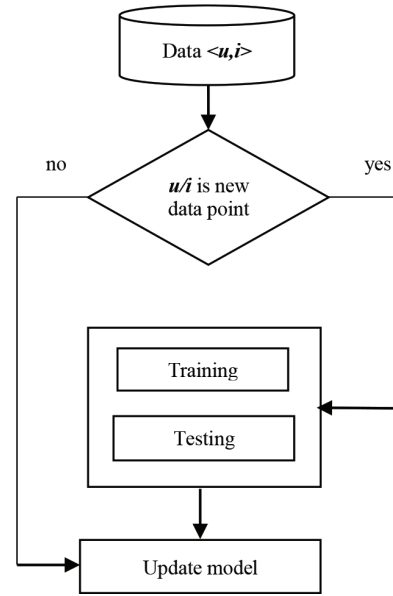 Data <u,i>
no
yes
u/i is new
data point
Training
Testing
Update model